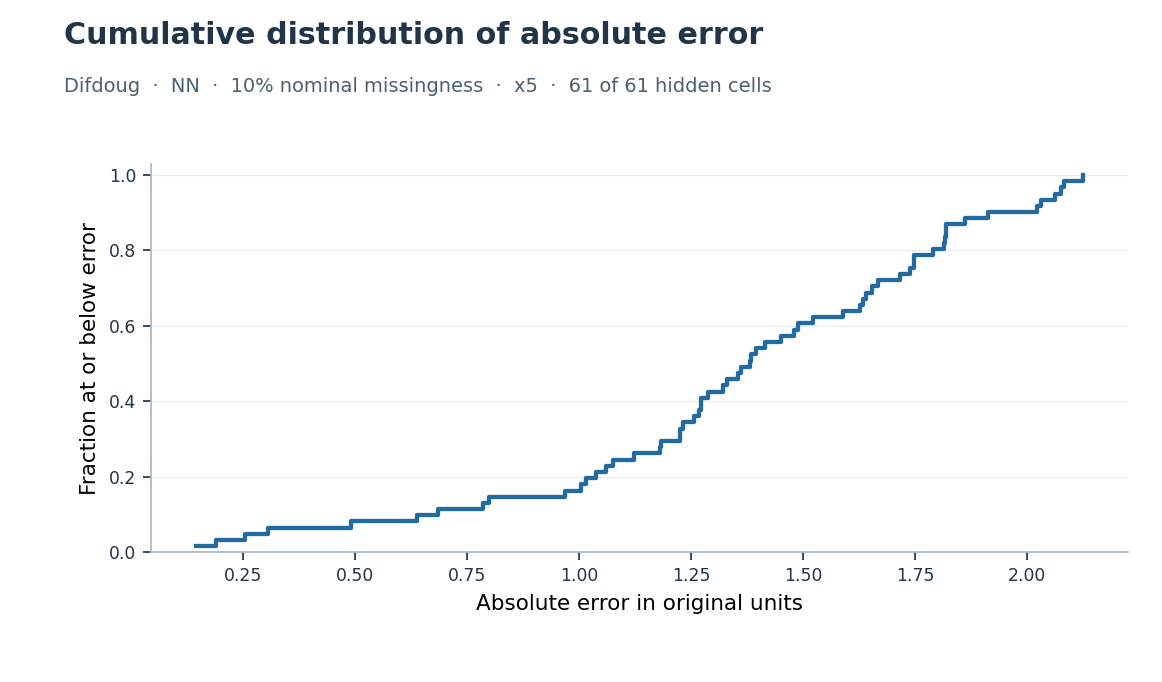 Cumulative distribution of absolute error
Difdoug · NN · 10% nominal missingness · x5 · 61 of 61 hidden cells
Fraction at or below error
1.0
0.8
0.6
0.4
0.2
0.0
0.25 0.50 0.75 1.00 1.25 1.50 1.75 2.00
Absolute error in original units